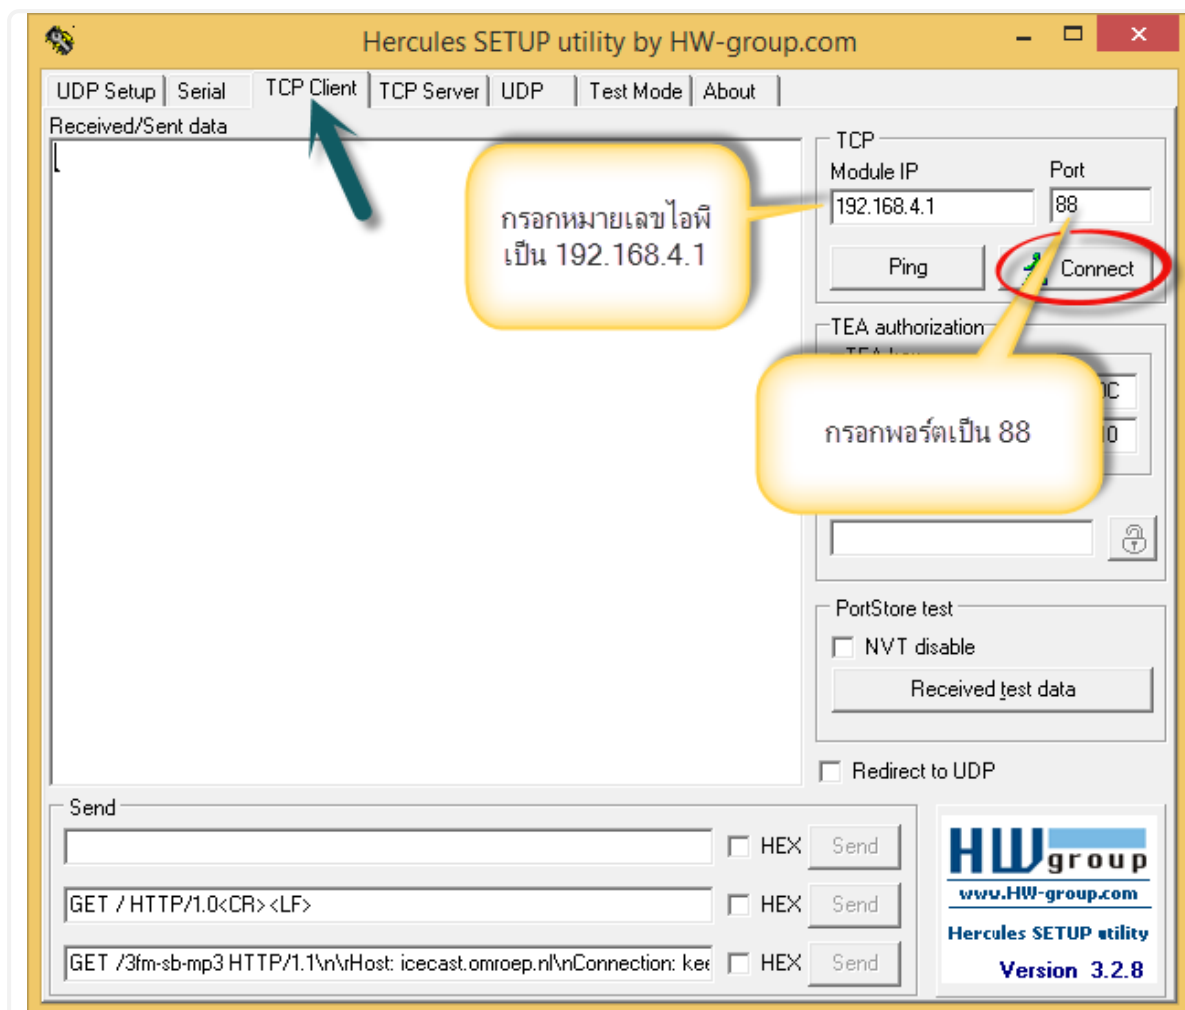 Hercules SETUP utility by HW-group.com
UDP Setup Serial TCP Client TCP Server UDP Test Mode About
Received/Sent data
กรอกหมายเลขไอพี
เป็น 192.168.4.1
TCP
Module IP Port
192.168.4.1 88
Ping Connect
TEA authorization
กรอกพอร์ตเป็น 88
PortStore test
NVT disable
Received test data
Redirect to UDP
Send
HEX Send
GET / HTTP/1.0<CR><LF> HEX Send
GET /3fm-sb-mp3 HTTP/1.1\n\rHost: icecast.omroep.nl\nConnection: kee HEX Send
HW group
www.HW-group.com
Hercules SETUP utility
Version 3.2.8